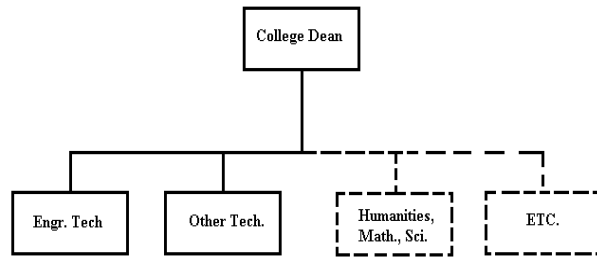 College Dean
Engr. Tech
Other Tech.
Humanities,
Math., Sci.
ETC.